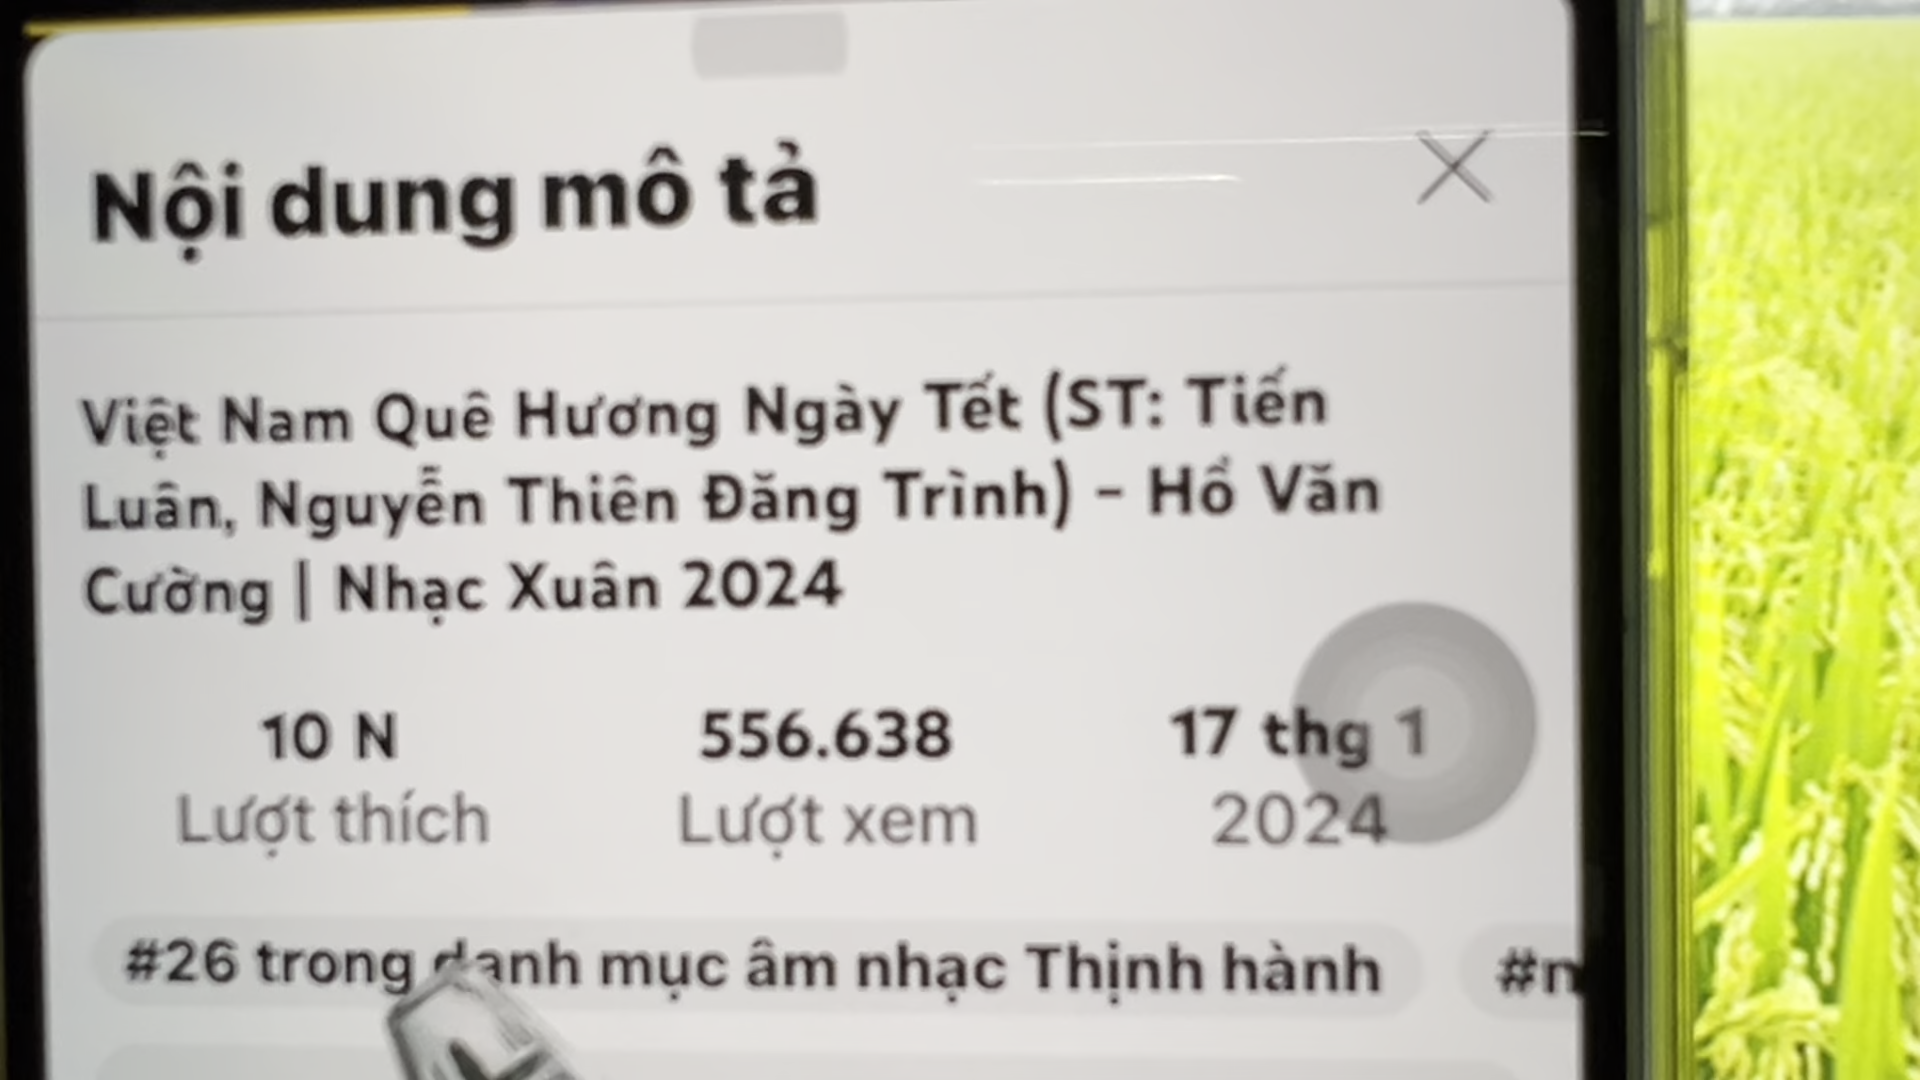 Nội dung mô tả
Việt Nam Quê Hương Ngày Tết (ST: Tiến
Luân, Nguyễn Thiên Đăng Trình) - Hồ Văn
Cường | Nhạc Xuân 2024
10 N 556.638 17 thg 1
Lượt thích Lượt xem 2024
#26 trong danh mục âm nhạc Thịnh hành